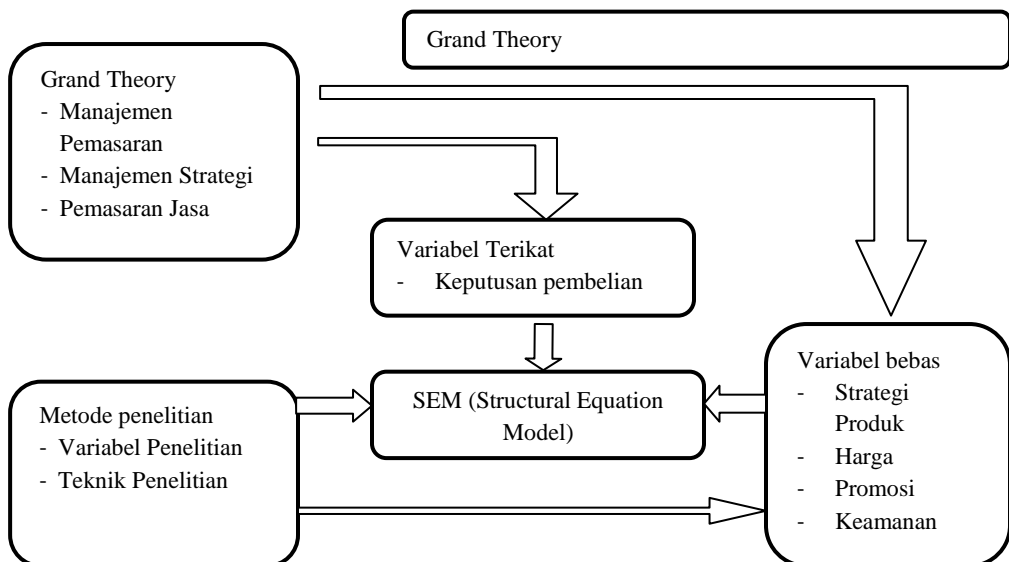 Grand Theory
Grand Theory
- Manajemen
Pemasaran
- Manajemen Strategi
- Pemasaran Jasa
Variabel Terikat
- Keputusan pembelian
Variabel bebas
- Strategi
Produk
- Harga
- Promosi
- Keamanan
SEM (Structural Equation
Model)
Metode penelitian
- Variabel Penelitian
- Teknik Penelitian